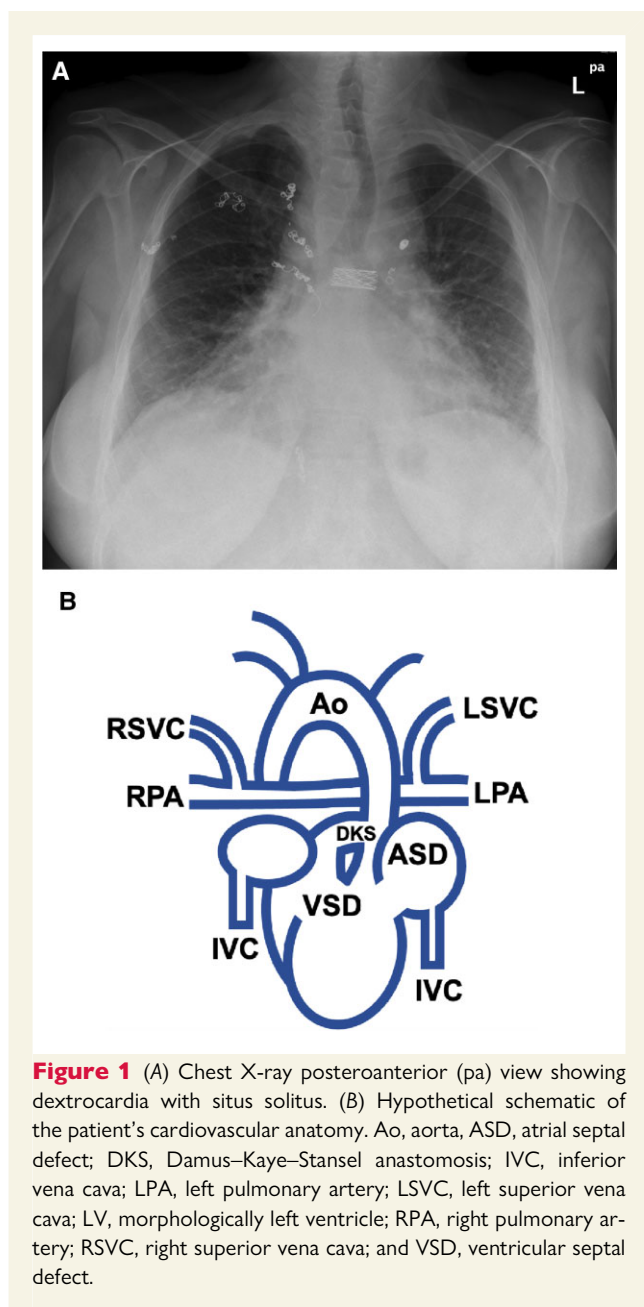 A
pa
L
B
Ao
RSVC
LSVC
RPA
LPA
DKS
ASD
VSD
IVC
IVC
Figure 1 (A) Chest X-ray posteroanterior (pa) view showing
dextrocardia with situs solitus. (B) Hypothetical schematic of
the patient's cardiovascular anatomy. Ao, aorta, ASD, atrial septal
defect; DKS, Damus–Kaye–Stansel anastomosis; IVC, inferior
vena cava; LPA, left pulmonary artery; LSVC, left superior vena
cava; LV, morphologically left ventricle; RPA, right pulmonary ar-
tery; RSVC, right superior vena cava; and VSD, ventricular septal
defect.